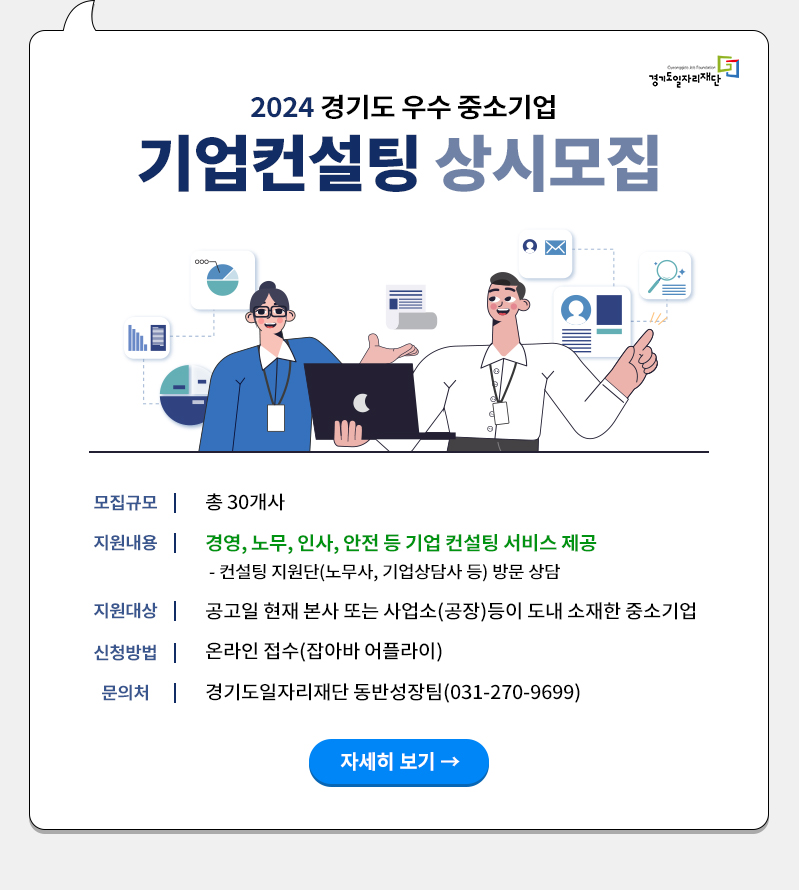 Gyeonggido Job Foundation
경기도일자리재단
2024 경기도 우수 중소기업
기업컨설팅 상시모집
모집규모 총 30개사
지원내용 경영, 노무, 인사, 안전 등 기업 컨설팅 서비스 제공
- 컨설팅 지원단(노무사, 기업상담사 등) 방문 상담
지원대상 공고일 현재 본사 또는 사업소(공장)등이 도내 소재한 중소기업
신청방법 온라인 접수(잡아바 어플라이)
문의처 경기도일자리재단 동반성장팀(031-270-9699)
자세히 보기 →